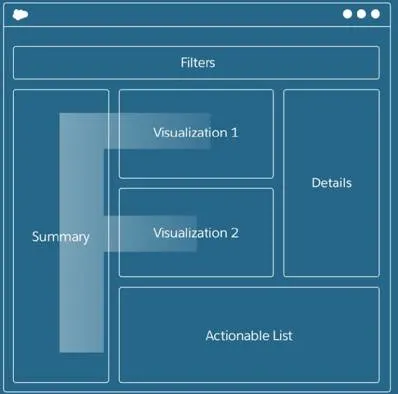 Filters
Visualization 1
Details
Summary
Visualization 2
Actionable List